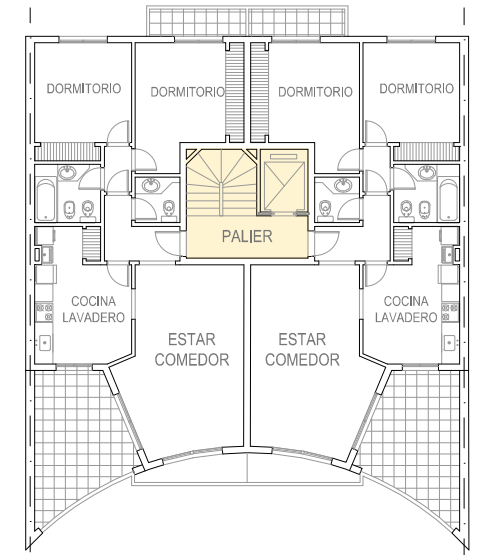 DORMITORIO
DORMITORIO
DORMITORIO
DORMITORIO
PALIER
COCINA
LAVADERO
ESTAR
COMEDOR
ESTAR
COMEDOR
COCINA
LAVADERO